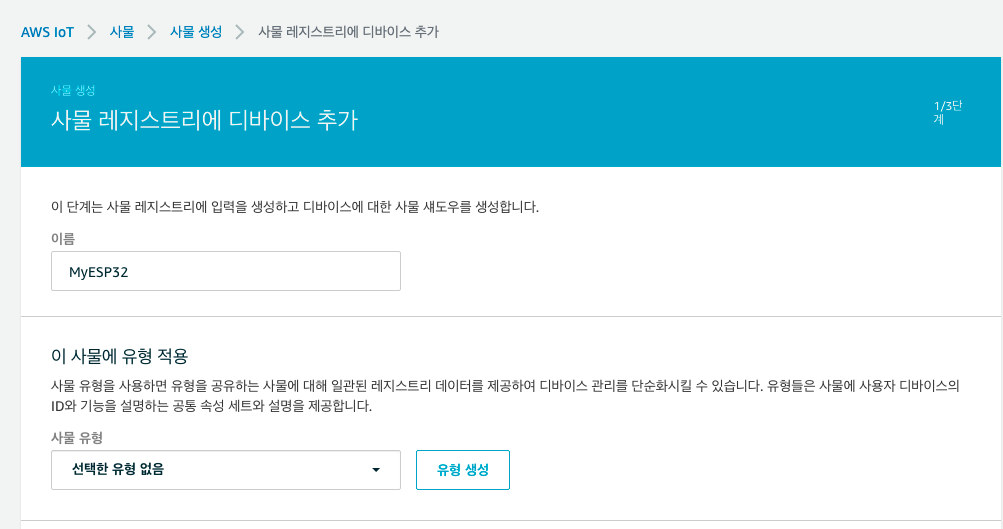 AWS IoT 사물 사물 생성 사물 레지스트리에 디바이스 추가
사물 생성
사물 레지스트리에 디바이스 추가
1/3단
계
이 단계는 사물 레지스트리에 입력을 생성하고 디바이스에 대한 사물 섀도우를 생성합니다.
이름
MyESP32
이 사물에 유형 적용
사물 유형을 사용하면 유형을 공유하는 사물에 대해 일관된 레지스트리 데이터를 제공하여 디바이스 관리를 단순화시킬 수 있습니다. 유형들은 사물에 사용자 디바이스의
ID와 기능을 설명하는 공통 속성 세트와 설명을 제공합니다.
사물 유형
선택한 유형 없음
유형 생성